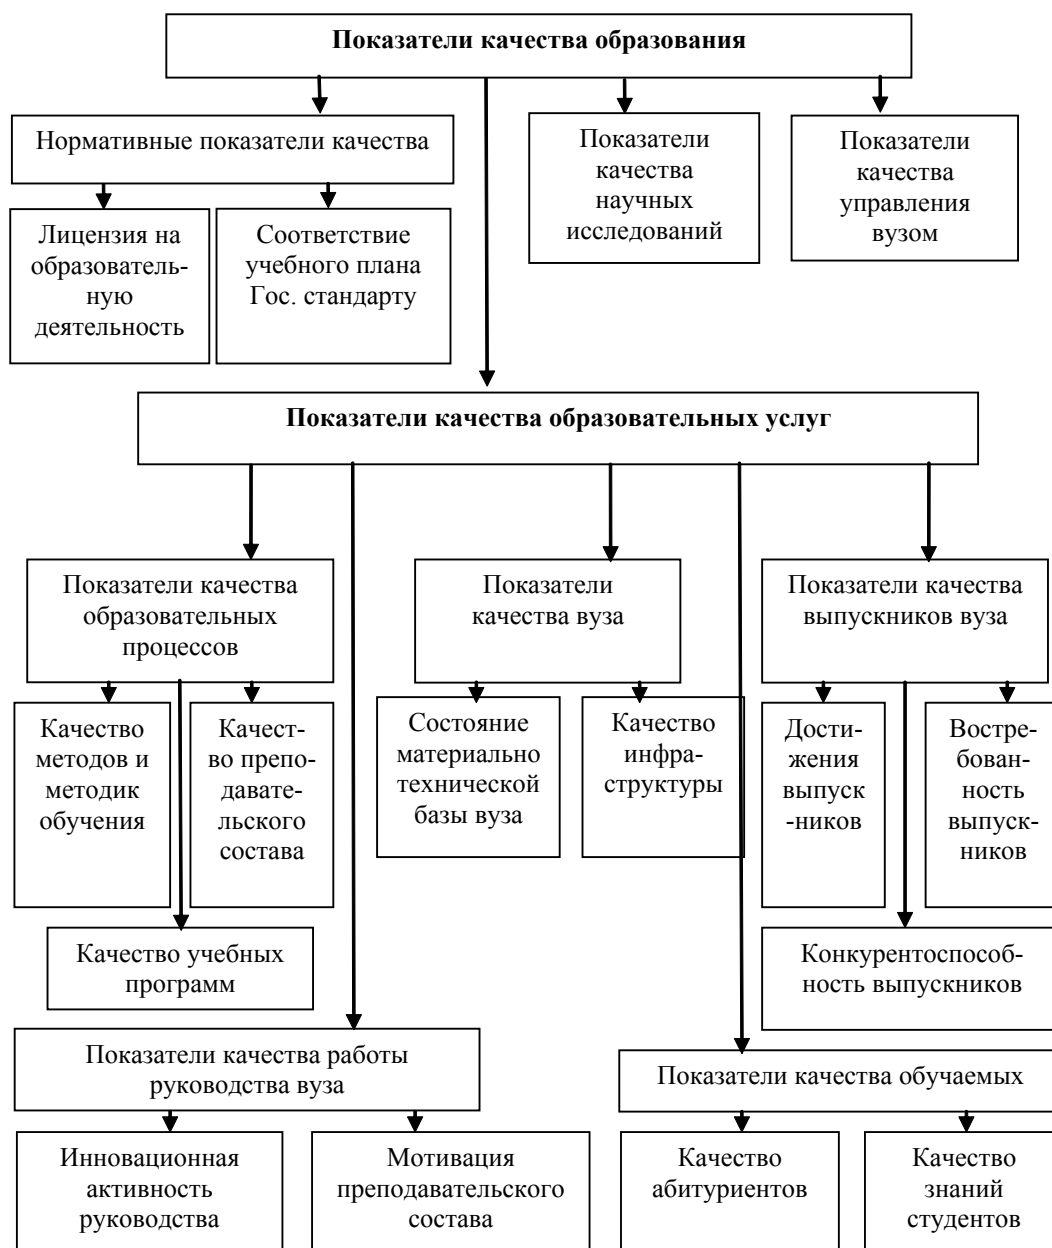 Показатели качества образования
Нормативные показатели качества
Показатели
качества
научных
исследований
Показатели
качества
управления
вузом
Лицензия на
образователь-
ную
деятельность
Соответствие
учебного плана
Гос. стандарту
Показатели качества образовательных услуг
Показатели качества
образовательных
процессов
Показатели
качества вуза
Показатели качества
выпускников вуза
Качество
методов и
методик
обучения
Качест-
во препо-
давате-
льского
состава
Состояние
материально
технической
базы вуза
Качество
инфра-
структуры
Дости-
жения
выпуск
-ников
Востре-
бован-
ность
выпуск-
ников
Качество учебных
программ
Конкурентоспособ-
ность выпускников
Показатели качества работы
руководства вуза
Показатели качества обучаемых
Инновационная
активность
руководства
Мотивация
преподавательского
состава
Качество
абитуриентов
Качество
знаний
студентов